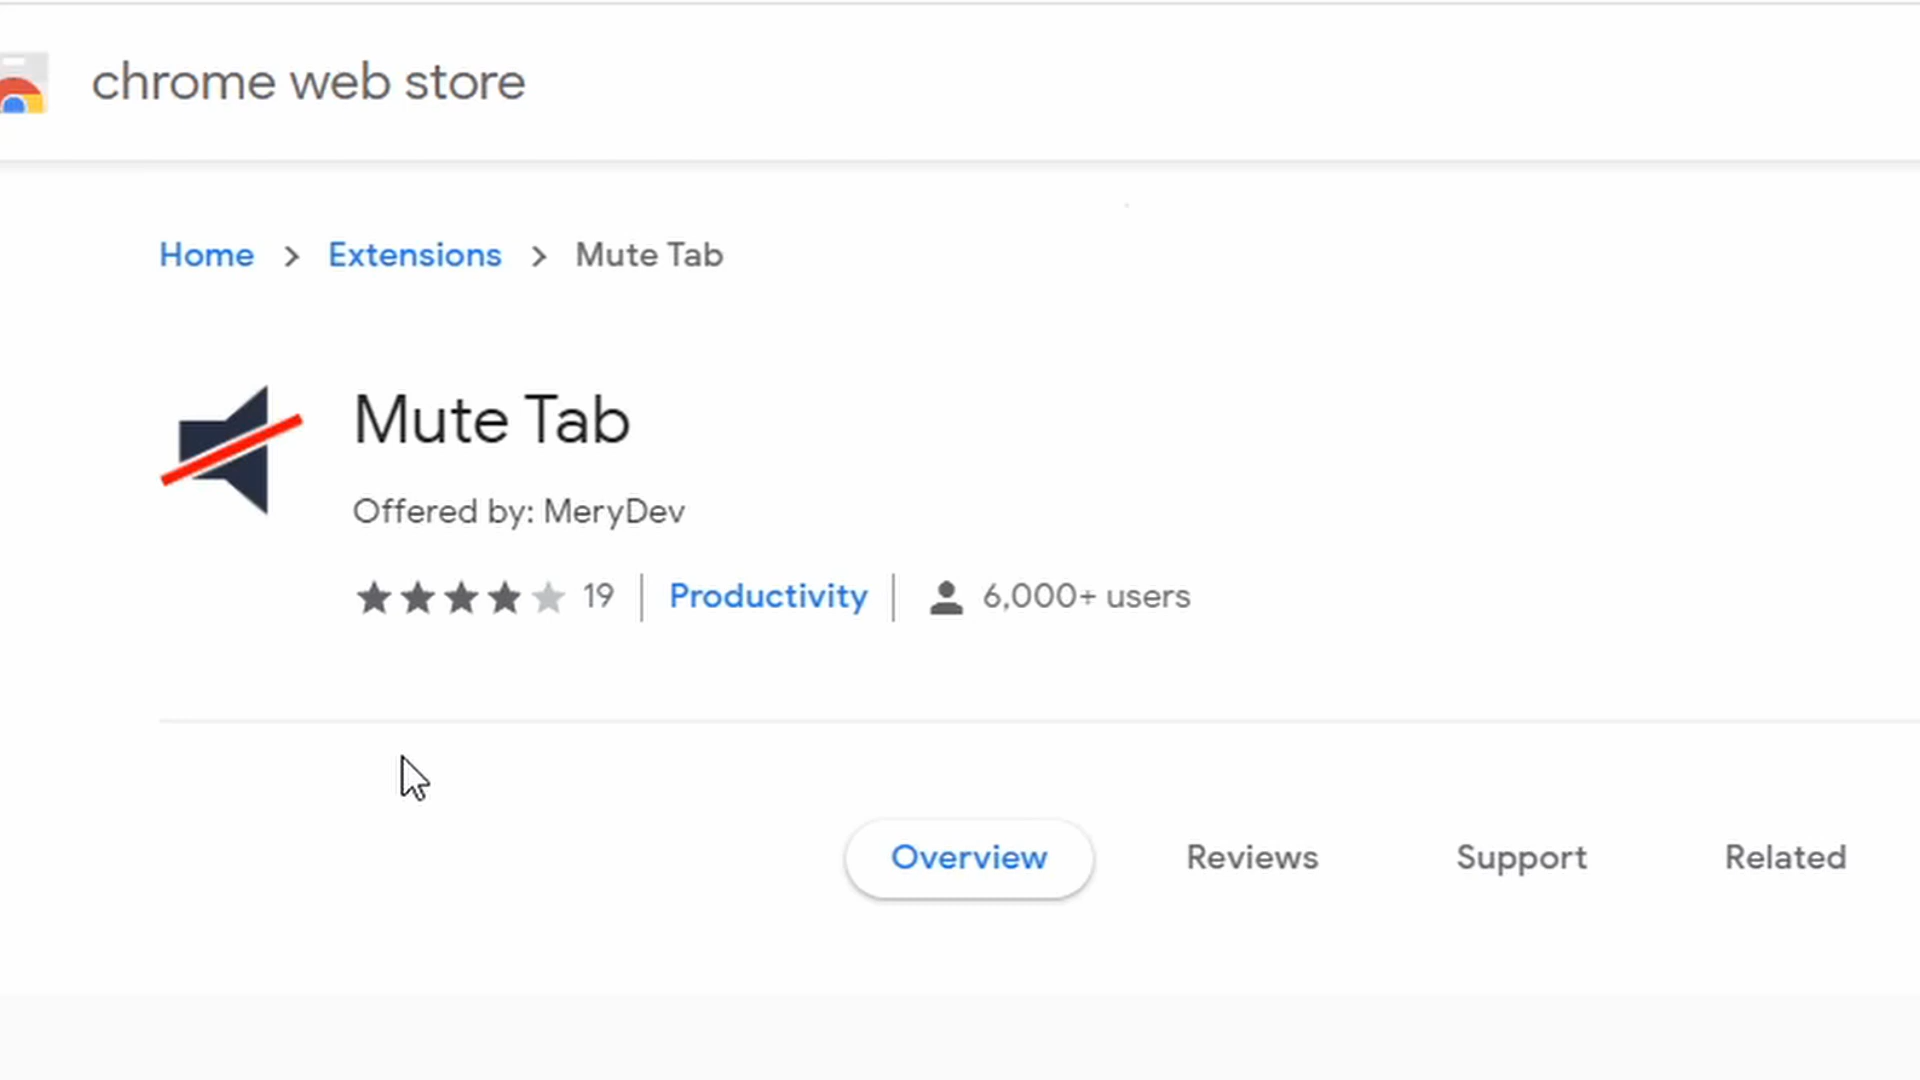 chrome web store
Home > Extensions > Mute Tab
Mute Tab
Offered by: MeryDev
19 | Productivity | 6,000+ users
Overview Reviews Support Related